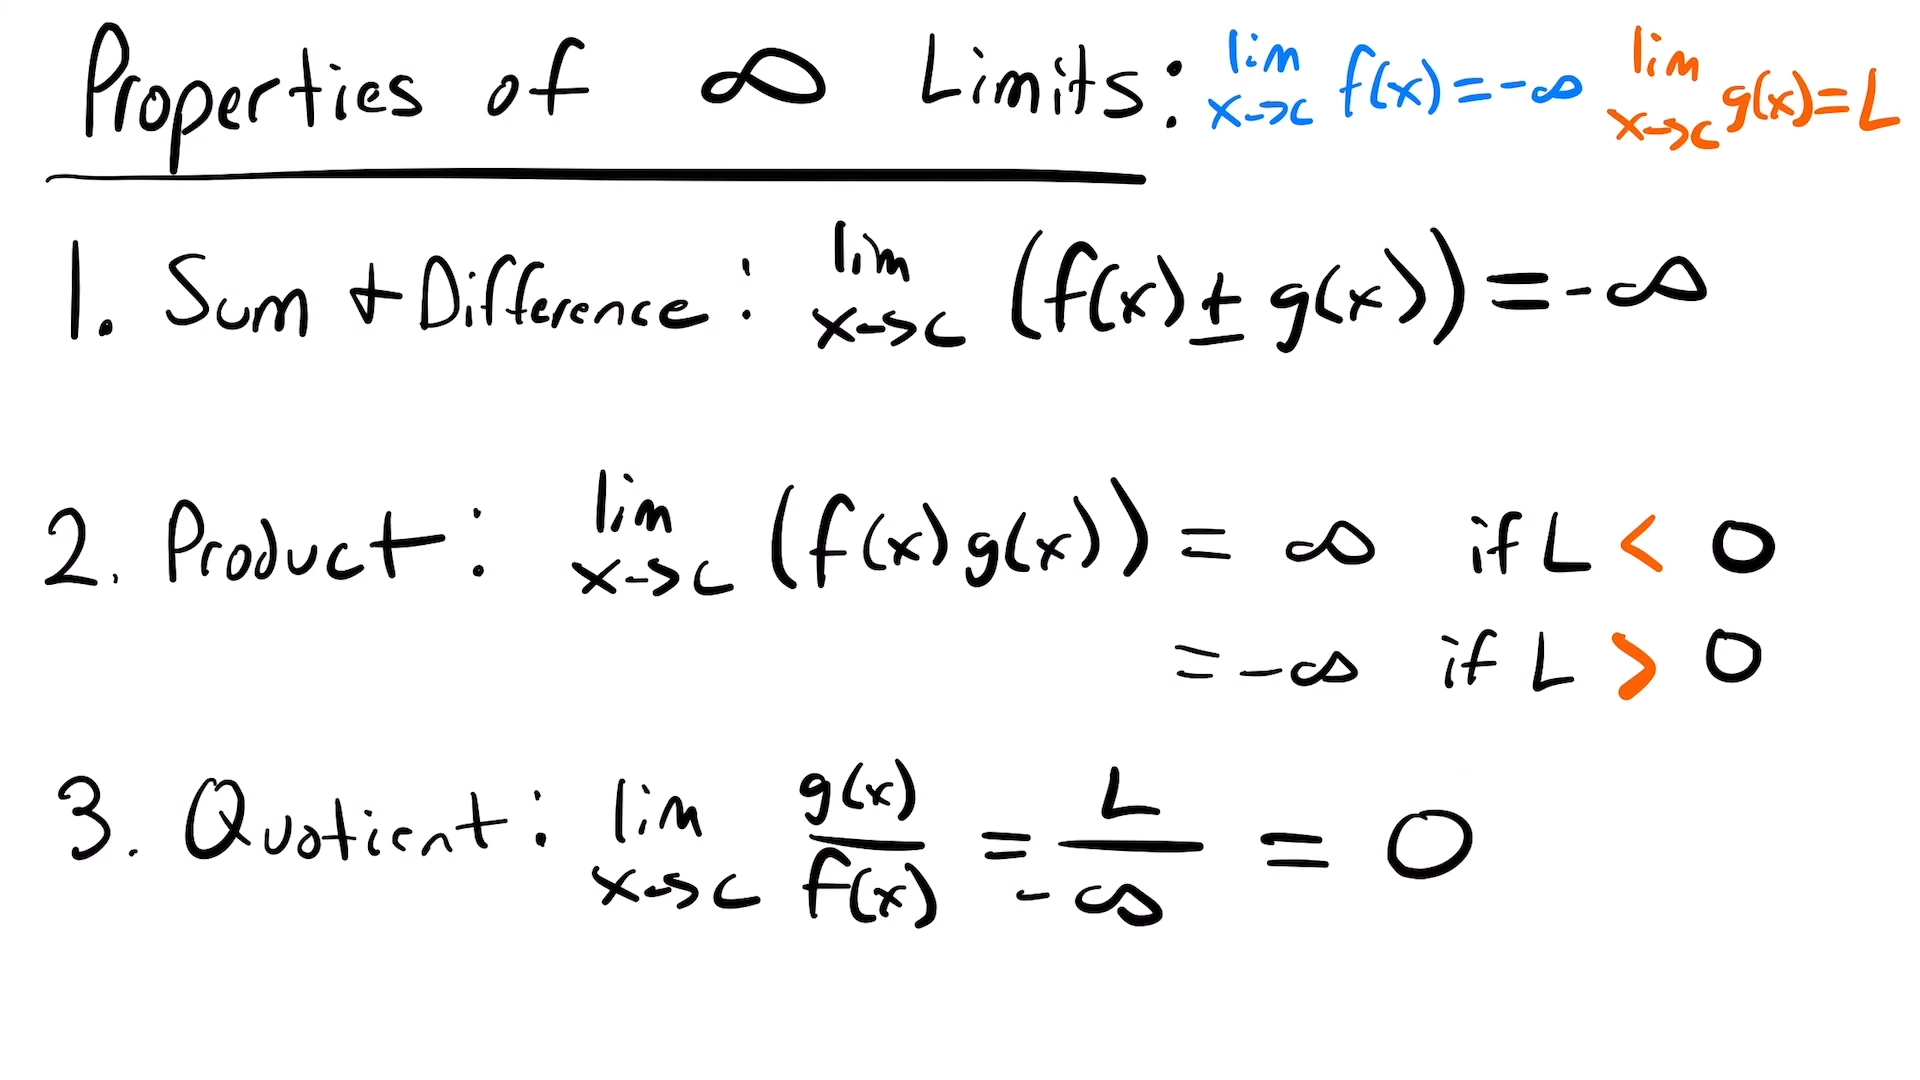 Properties of ∞ Limits: lim x->c f(x) = -∞ lim x->c g(x) = L
1. Sum + Difference: lim x->c (f(x) ± g(x)) = -∞
2. Product: lim x->c (f(x) g(x)) = ∞ if L < 0
= -∞ if L > 0
3. Quotient: lim x->c g(x)/f(x) = L/-∞ = 0